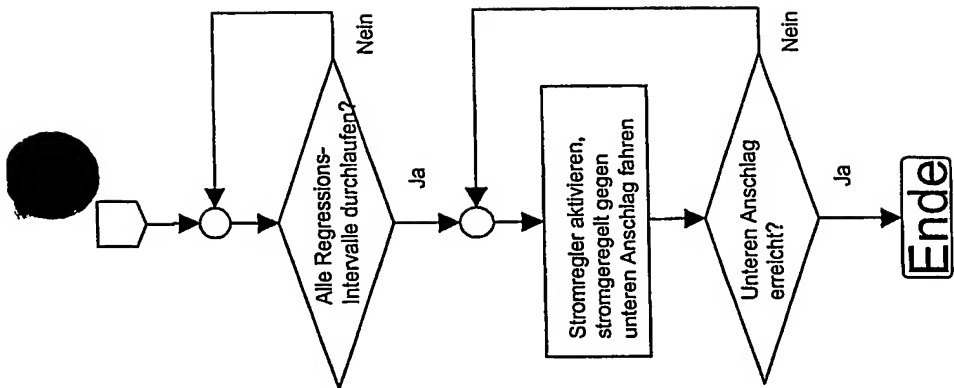 Alle Regressions-
Intervalle durchlaufen?
Nein
Ja
Stromregler aktivieren,
stromgeregelt gegen
unteren Anschlag fahren
Unteren Anschlag
erreicht?
Nein
Ja
Ende